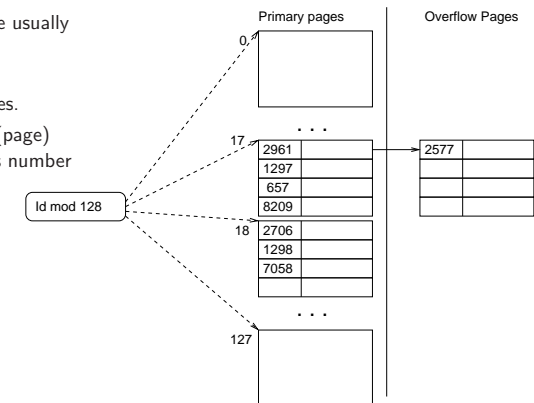 e usually
es.
(page)
s number
Primary pages
Overflow Pages
0
. . .
17
2961
2577
1297
657
8209
Id mod 128
18
2706
1298
7058
. . .
127